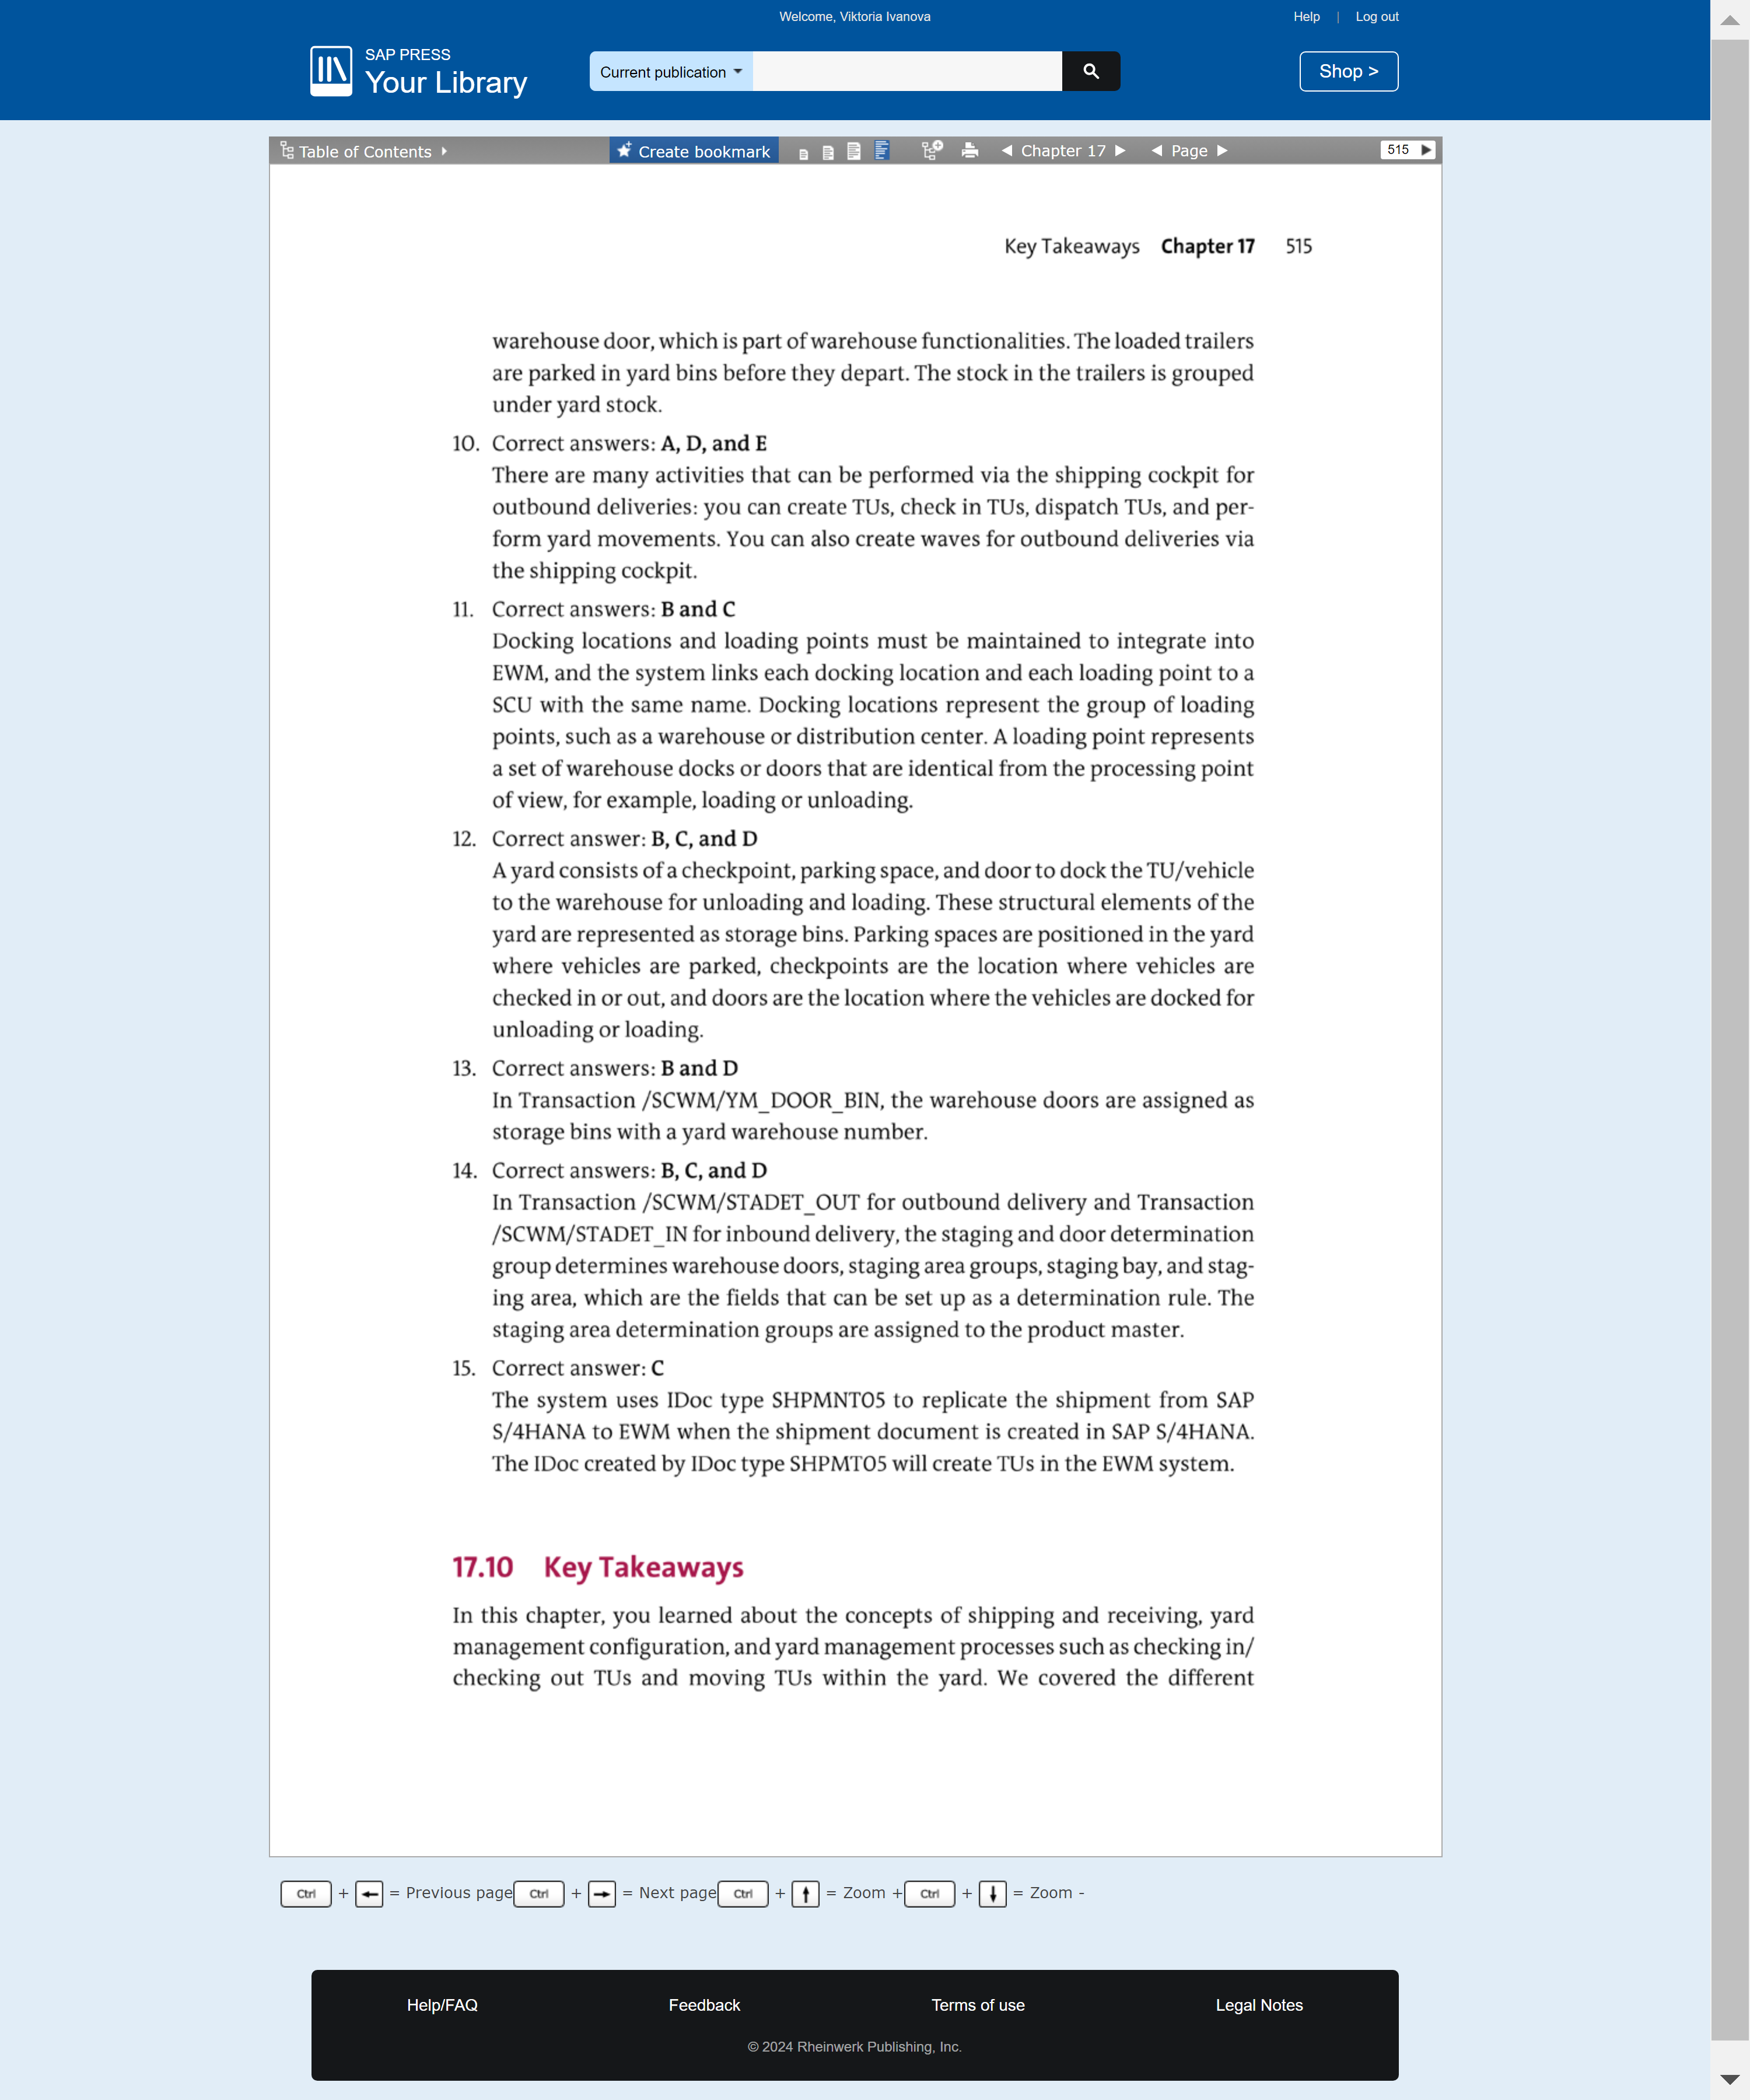 Welcome, Viktoria Ivanova
Help | Log out
SAP PRESS
Your Library
Current publication
Shop >
Table of Contents
Create bookmark
Chapter 17
Page
515
Key Takeaways Chapter 17 515
warehouse door, which is part of warehouse functionalities. The loaded trailers
are parked in yard bins before they depart. The stock in the trailers is grouped
under yard stock.
10. Correct answers: A, D, and E
There are many activities that can be performed via the shipping cockpit for
outbound deliveries: you can create TUs, check in TUs, dispatch TUs, and per-
form yard movements. You can also create waves for outbound deliveries via
the shipping cockpit.
11. Correct answers: B and C
Docking locations and loading points must be maintained to integrate into
EWM, and the system links each docking location and each loading point to a
SCU with the same name. Docking locations represent the group of loading
points, such as a warehouse or distribution center. A loading point represents
a set of warehouse docks or doors that are identical from the processing point
of view, for example, loading or unloading.
12. Correct answer: B, C, and D
A yard consists of a checkpoint, parking space, and door to dock the TU/vehicle
to the warehouse for unloading and loading. These structural elements of the
yard are represented as storage bins. Parking spaces are positioned in the yard
where vehicles are parked, checkpoints are the location where vehicles are
checked in or out, and doors are the location where the vehicles are docked for
unloading or loading.
13. Correct answers: B and D
In Transaction /SCWM/YM_DOOR_BIN, the warehouse doors are assigned as
storage bins with a yard warehouse number.
14. Correct answers: B, C, and D
In Transaction /SCWM/STADET_OUT for outbound delivery and Transaction
/SCWM/STADET_IN for inbound delivery, the staging and door determination
group determines warehouse doors, staging area groups, staging bay, and stag-
ing area, which are the fields that can be set up as a determination rule. The
staging area determination groups are assigned to the product master.
15. Correct answer: C
The system uses IDoc type SHPMNT05 to replicate the shipment from SAP
S/4HANA to EWM when the shipment document is created in SAP S/4HANA.
The IDoc created by IDoc type SHPMT05 will create TUs in the EWM system.
17.10 Key Takeaways
In this chapter, you learned about the concepts of shipping and receiving, yard
management configuration, and yard management processes such as checking in/
checking out TUs and moving TUs within the yard. We covered the different
Ctrl + ← = Previous page Ctrl + → = Next page Ctrl + ↑ = Zoom + Ctrl + ↓ = Zoom -
Help/FAQ Feedback Terms of use Legal Notes
© 2024 Rheinwerk Publishing, Inc.